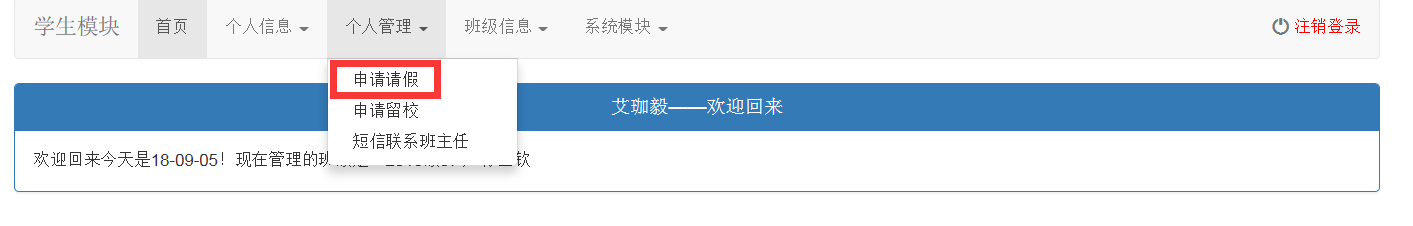 学生模块 首页 个人信息 个人管理 班级信息 系统模块 注销登录
申请请假
艾珈毅——欢迎回来
申请留校
短信联系班主任
欢迎回来今天是18-09-05！现在管理的班 钦